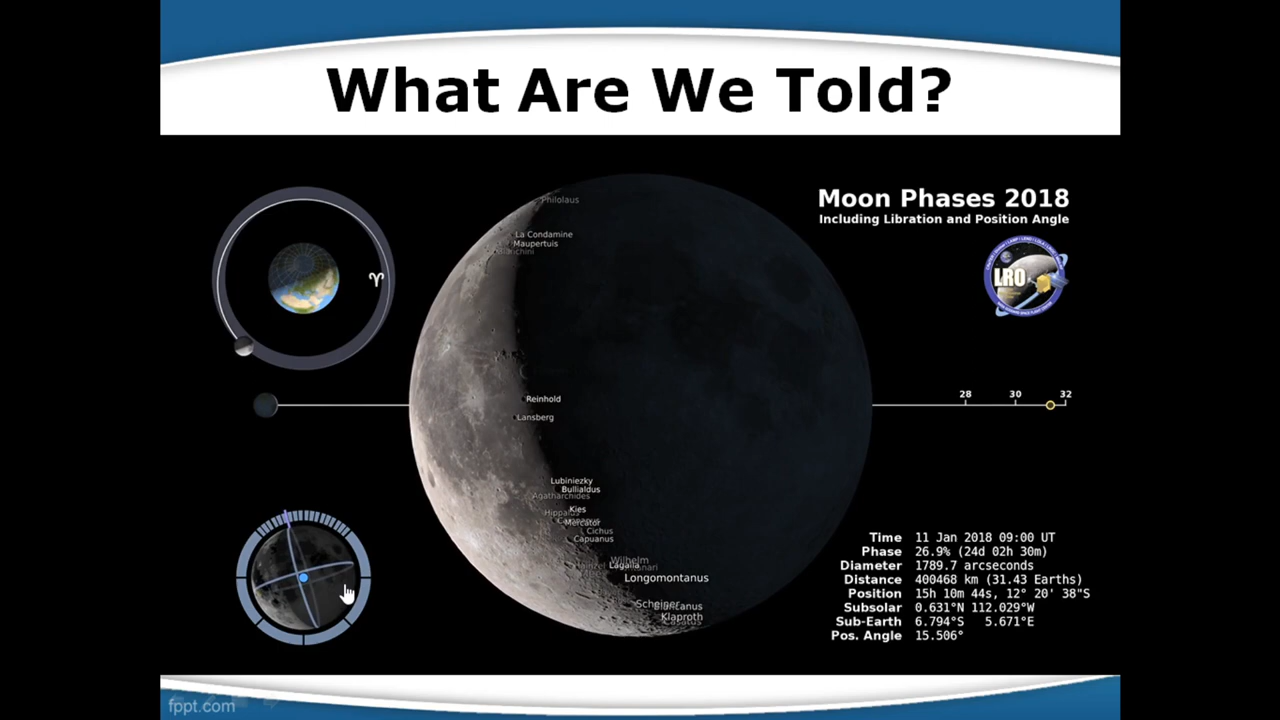 What Are We Told?
Moon Phases 2018
Including Libration and Position Angle
LRO
♈
Philolaus
La Condamine
Maupertuis
Bianchini
28 30 32
Reinhold
Lansberg
Lubiniezky
Bullialdus
Agatharchides
Kies
Mercator
Cichus
Capuanus
Wilhelm
Lagalla
Longomontanus
Scheiner
Klaproth
Casatus
Time 11 Jan 2018 09:00 UT
Phase 26.9% (24d 02h 30m)
Diameter 1789.7 arcseconds
Distance 400468 km (31.43 Earths)
Position 15h 10m 44s, 12° 20' 38"S
Subsolar 0.631°N 112.029°W
Sub-Earth 6.794°S 5.671°E
Pos. Angle 15.506°
fppt.com